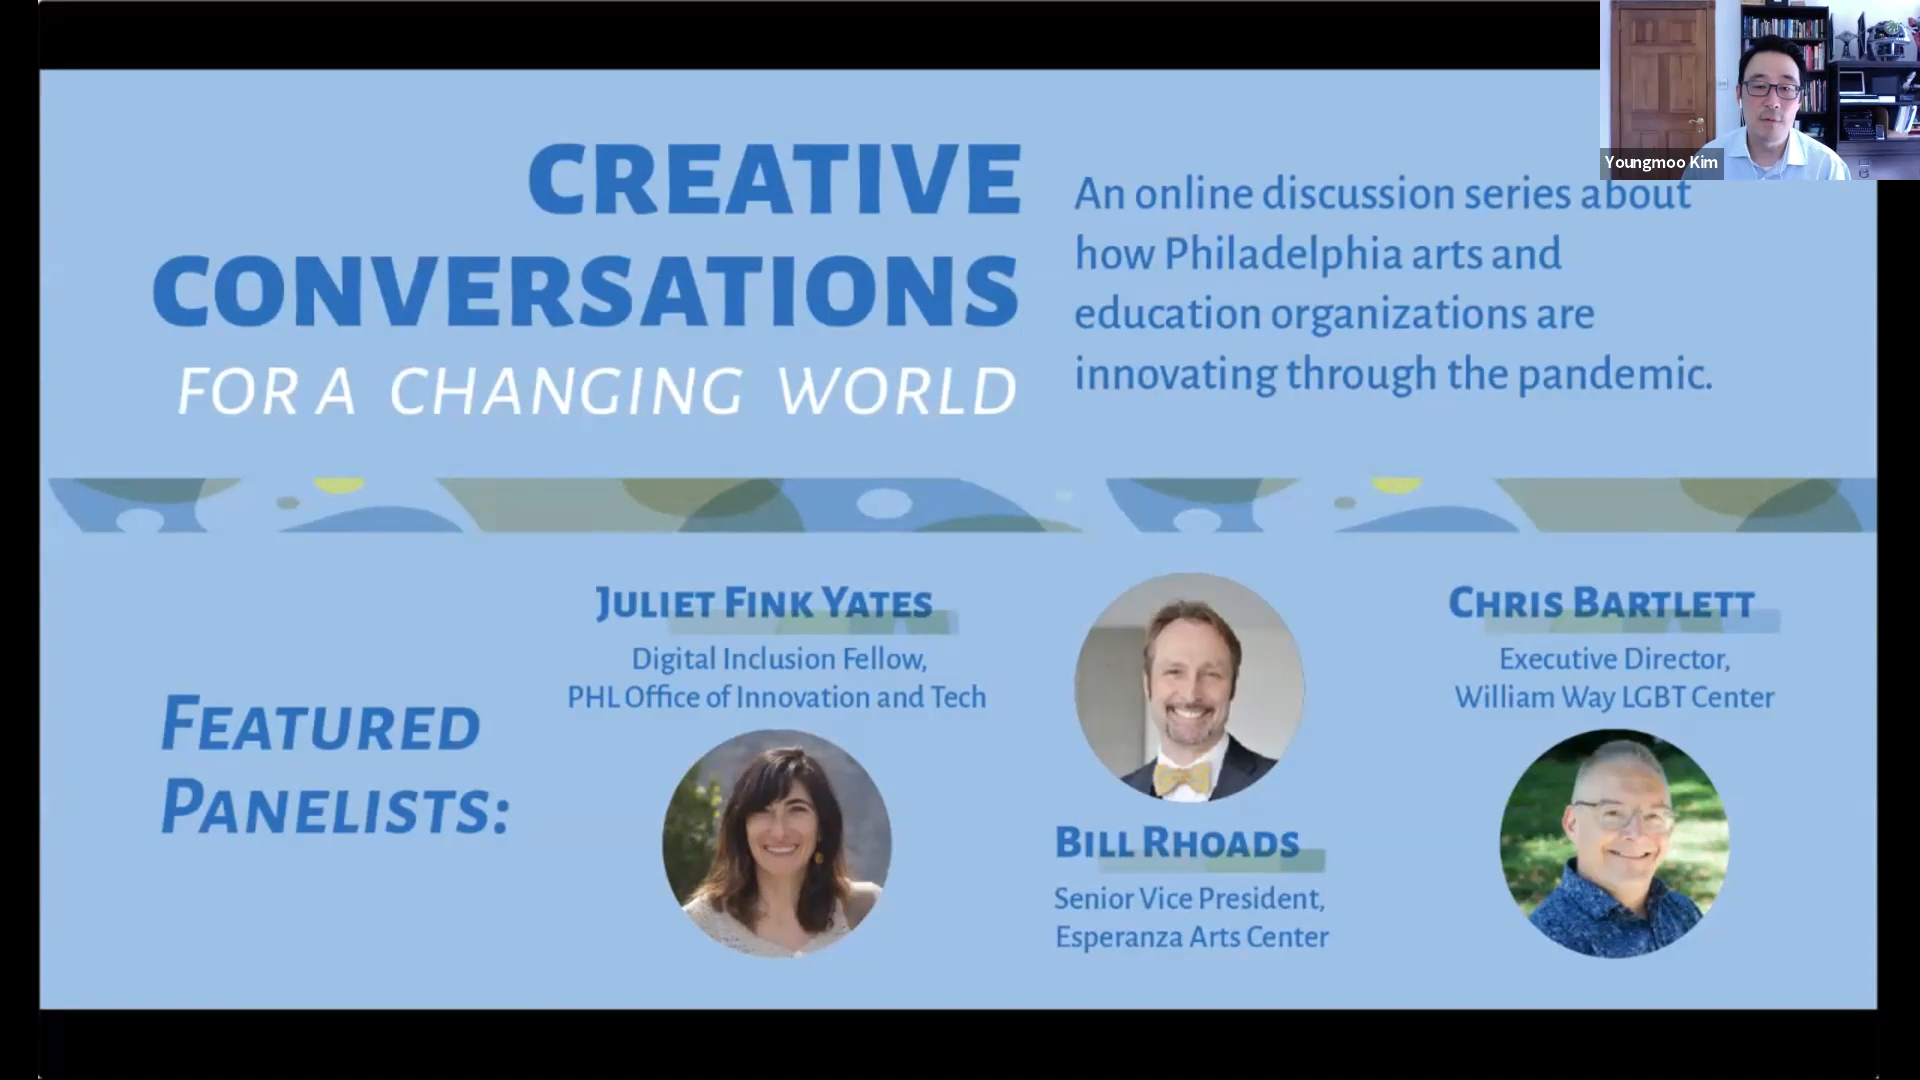 CREATIVE
CONVERSATIONS
FOR A CHANGING WORLD
An online discussion series about
how Philadelphia arts and
education organizations are
innovating through the pandemic.
Youngmoo Kim
FEATURED
PANELISTS:
JULIET FINK YATES
Digital Inclusion Fellow,
PHL Office of Innovation and Tech
BILL RHOADS
Senior Vice President,
Esperanza Arts Center
CHRIS BARTLETT
Executive Director,
William Way LGBT Center